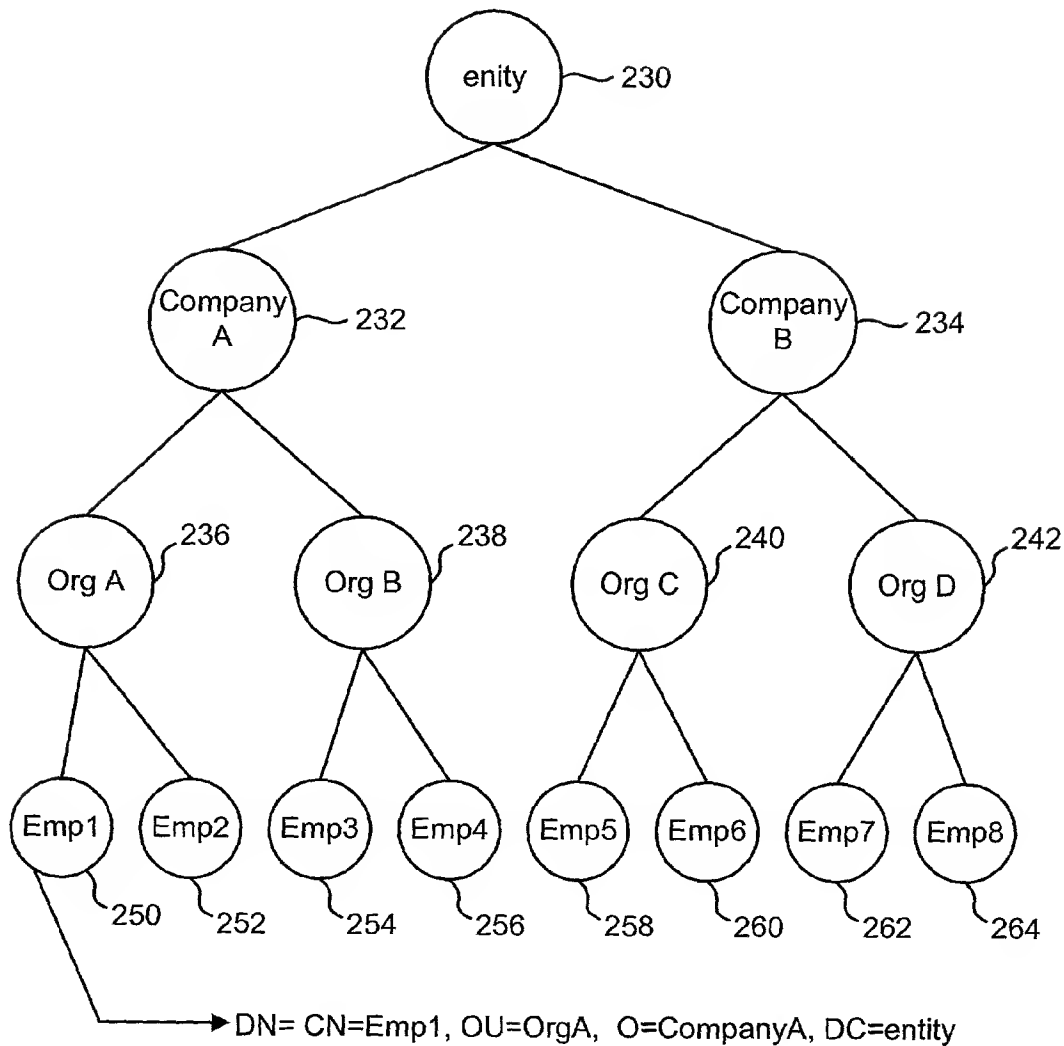 enity
230
Company
A
232
Company
B
234
Org A
236
Org B
238
Org C
240
Org D
242
Emp1
Emp2
Emp3
Emp4
Emp5
Emp6
Emp7
Emp8
250
252
254
256
258
260
262
264
DN= CN=Emp1, OU=OrgA, O=CompanyA, DC=entity